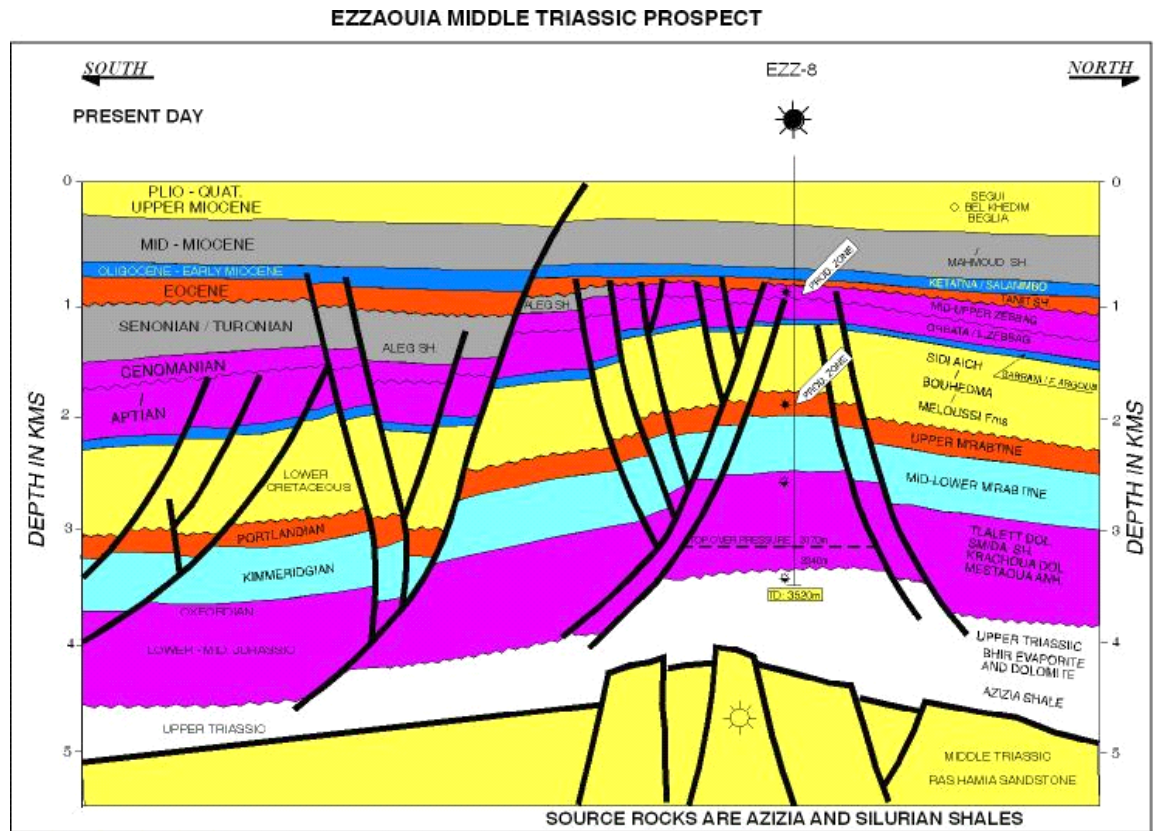 EZZAOUIA MIDDLE TRIASSIC PROSPECT
SOUTH
EZZ-8
NORTH
PRESENT DAY
0
PLIO - QUAT.
UPPER MIOCENE
MID - MIOCENE
OLIGOCENE - EARLY MIOCENE
EOCENE
1
SENONIAN / TURONIAN
ALEG SH.
ALEG SH.
CENOMANIAN
/
APTIAN
2
LOWER
CRETACEOUS
3
PORTLANDIAN
KIMMERIDGIAN
OXFORDIAN
4
LOWER - MID. JURASSIC
UPPER TRIASSIC
5
DEPTH IN KMS
PROD. ZONE
PROD. ZONE
TOP OVER PRESSURE
TD: 3520m
0
SEGUI
BEL KHEDIM
BEGLIA
/
MAHMOUD SH.
KETATNA / SALAMMBO
TANIT SH.
1
MID-UPPER ZEBBAG
ORBATA / L.ZEBBAG
SIDI AICH
/
BOUHEDMA
/
MELOUSSI Fms
2
UPPER M'RABTINE
MID-LOWER M'RABTINE
3
TLALETT DOL.
SMIDA SH.
KRACHOUA DOL.
MESTAOUA ANH.
4
UPPER TRIASSIIC
BHIR EVAPORITE
AND DOLOMITE
AZIZIA SHALE
5
DEPTH IN KMS
MIDDLE TRIASSIC
RAS HAMIA SANDSTONE
SOURCE ROCKS ARE AZIZIA AND SILURIAN SHALES